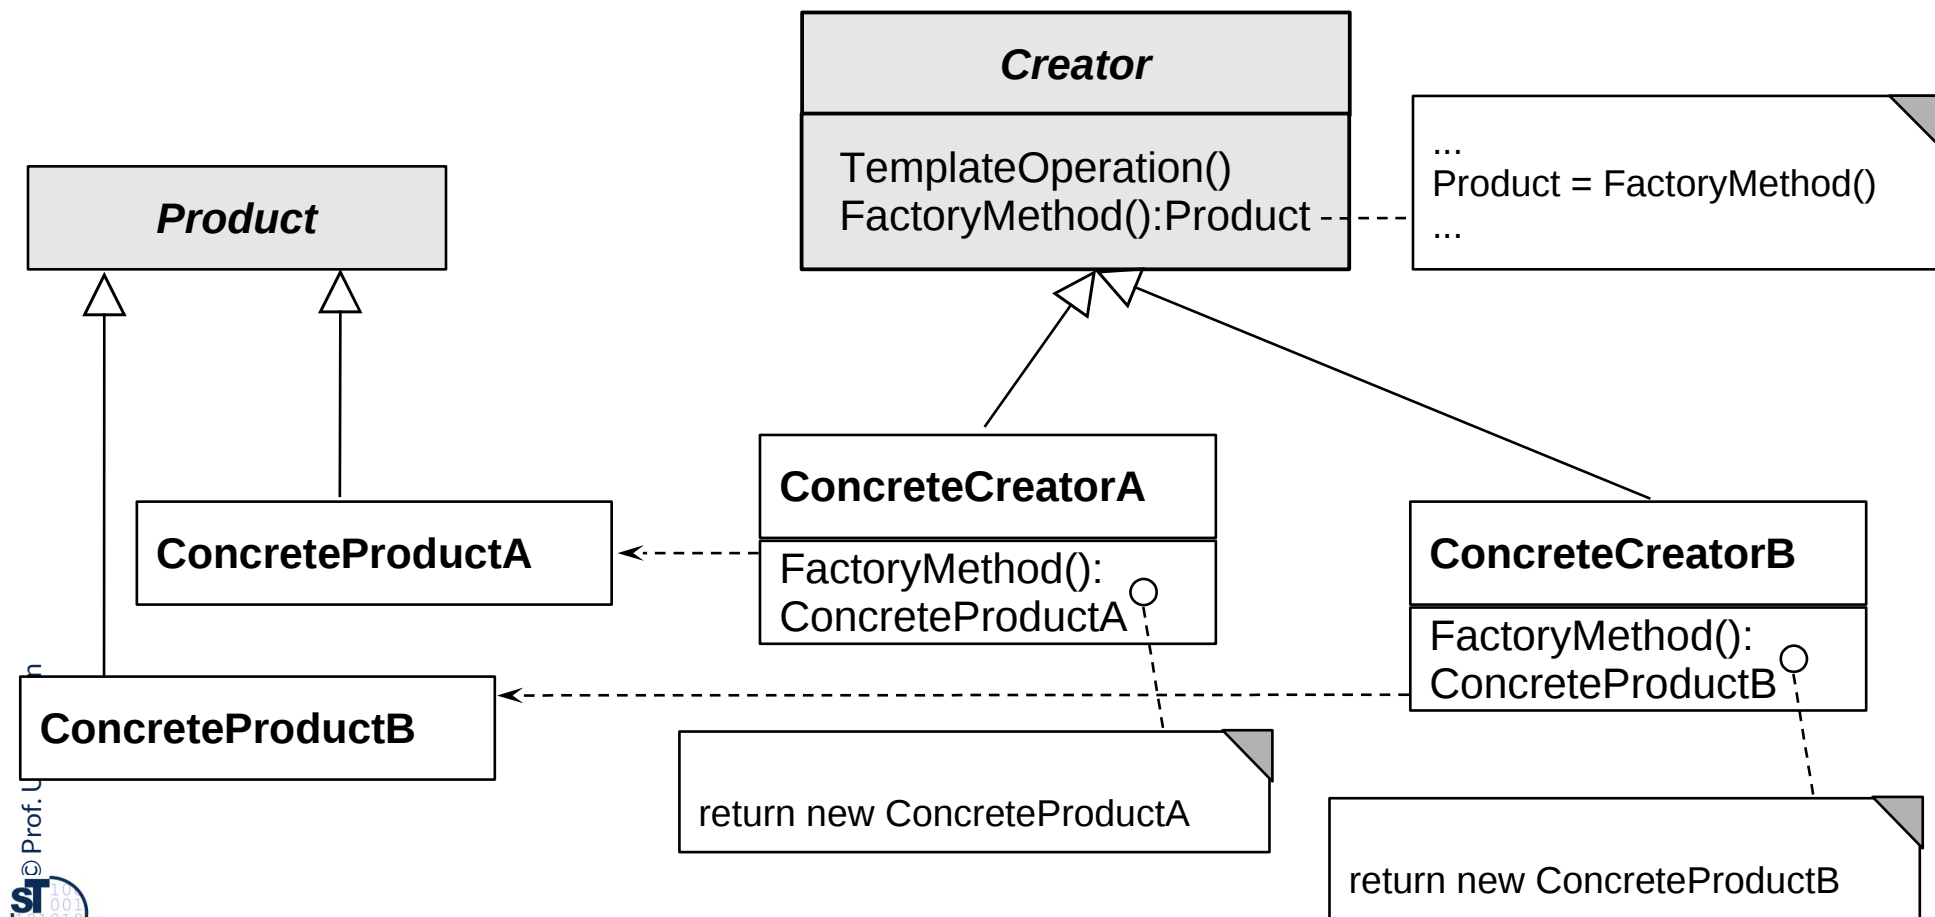 Creator
TemplateOperation()
FactoryMethod():Product
...
Product = FactoryMethod()
...
Product
ConcreteCreatorA
FactoryMethod():
ConcreteProductA
ConcreteProductA
ConcreteCreatorB
FactoryMethod():
ConcreteProductB
ConcreteProductB
return new ConcreteProductA
return new ConcreteProductB
© Prof.
ST